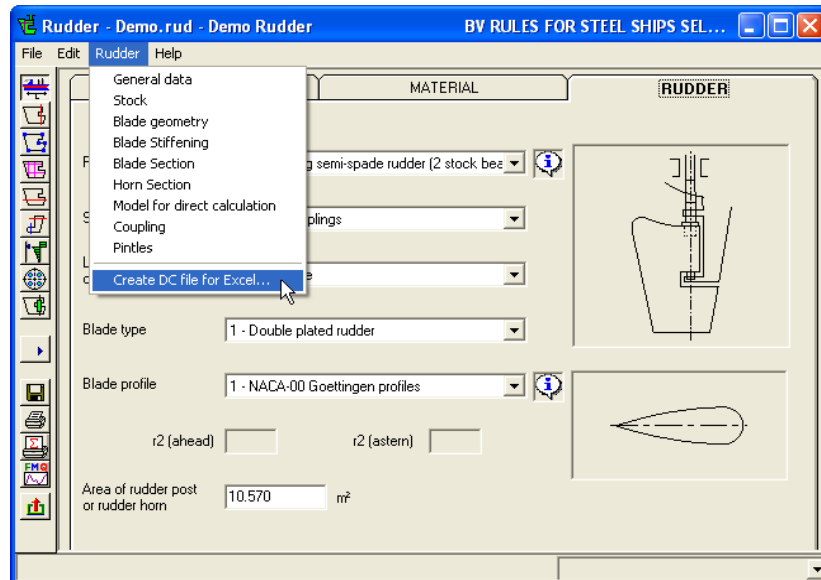 Rudder - Demo.rud - Demo Rudder BV RULES FOR STEEL SHIPS SEL...
File Edit Rudder Help
General data
Stock
Blade geometry
Blade Stiffening
Blade Section
Horn Section
Model for direct calculation
Coupling
Pintles
Create DC file for Excel...
MATERIAL RUDDER
semi-spade rudder (2 stock bea
Blade type 1 - Double plated rudder
Blade profile 1 - NACA-00 Goettingen profiles
r2 (ahead) r2 (astern)
Area of rudder post
or rudder horn 10.570 m²
FMG